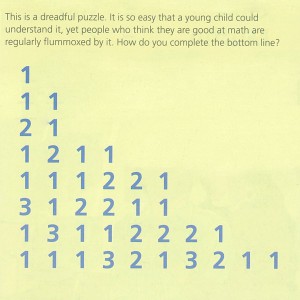 This is a dreadful puzzle. It is so easy that a young child could
understand it, yet people who think they are good at math are
regularly flummoxed by it. How do you complete the bottom line?
1
1 1
2 1
1 2 1 1
1 1 1 2 2 1
3 1 2 2 1 1
1 3 1 1 2 2 2 1
1 1 1 3 2 1 3 2 1 1